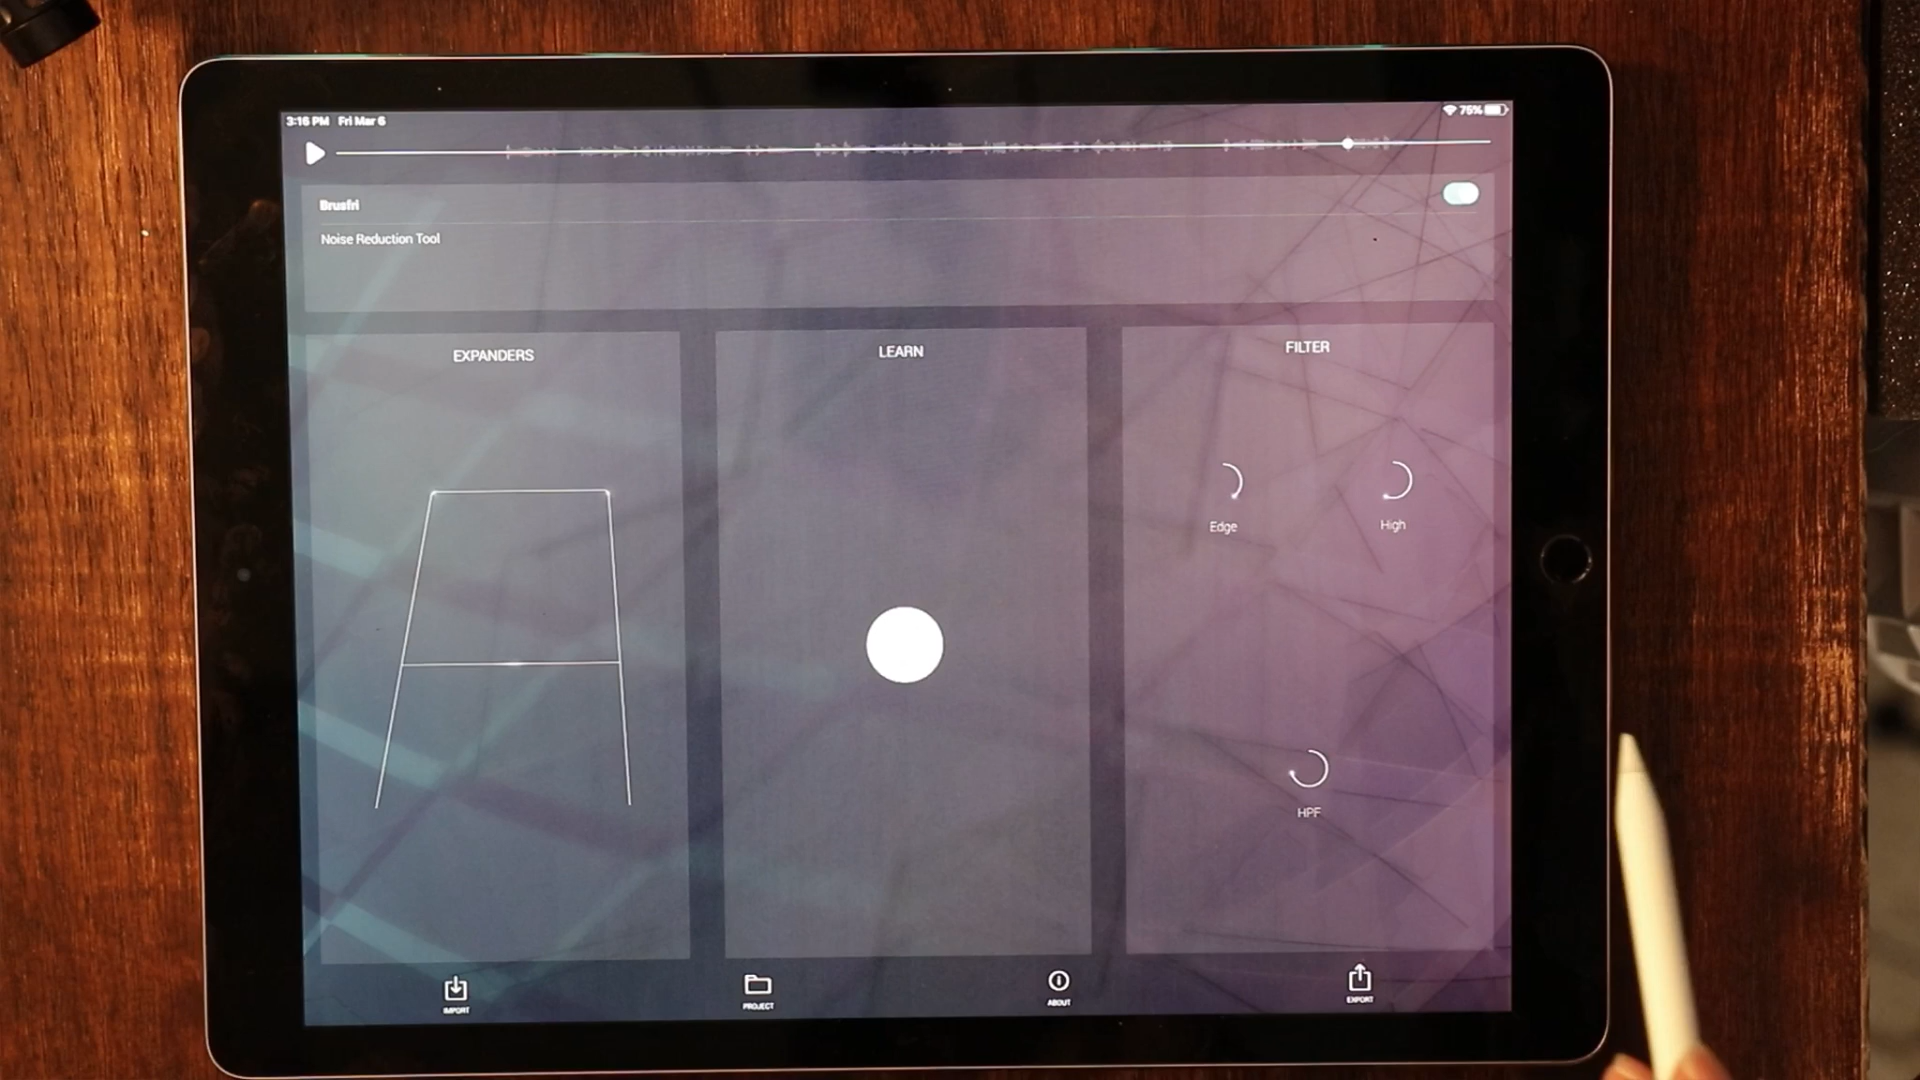 3:16 PM Fri Mar 6
75%
Brusfri
Noise Reduction Tool
EXPANDERS
LEARN
FILTER
Edge
High
HPF
IMPORT
PROJECT
ABOUT
EXPORT